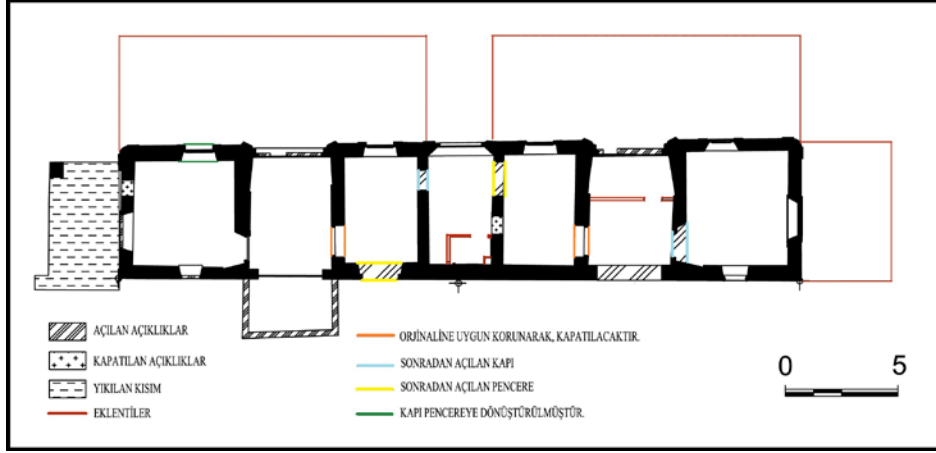 AÇILAN AÇIKLIKLAR
KAPATILAN AÇIKLIKLAR
YIKILAN KISIM
EKLENTİLER
ORJİNALİNE UYGUN KORUNARAK, KAPATILACAKTIR.
SONRADAN AÇILAN KAPI
SONRADAN AÇILAN PENCERE
KAPI PENCEREYE DÖNÜŞTÜRÜLMÜŞTÜR.
0 5